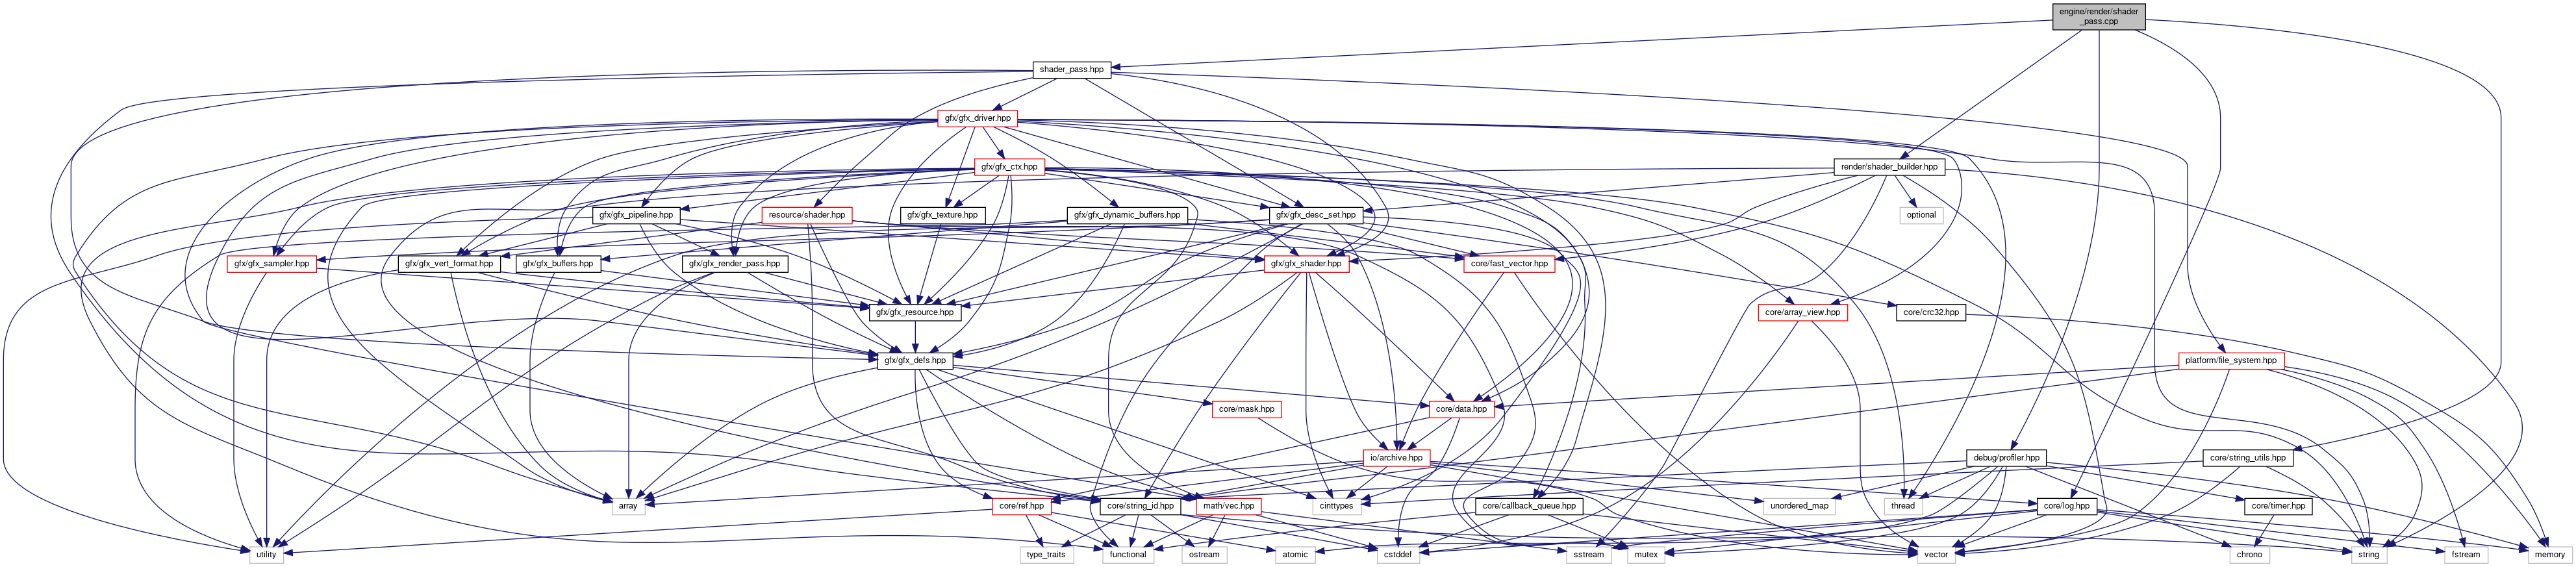 engine/render/shader
_pass.cpp
shader_pass.hpp
gfx/gfx_driver.hpp
gfx/gfx_ctx.hpp
render/shader_builder.hpp
gfx/gfx_pipeline.hpp
resource/shader.hpp
gfx/gfx_texture.hpp
gfx/gfx_dynamic_buffers.hpp
gfx/gfx_desc_set.hpp
optional
gfx/gfx_sampler.hpp
gfx/gfx_vert_format.hpp
gfx/gfx_buffers.hpp
gfx/gfx_render_pass.hpp
gfx/gfx_shader.hpp
core/fast_vector.hpp
gfx/gfx_resource.hpp
core/array_view.hpp
core/crc32.hpp
gfx/gfx_defs.hpp
platform/file_system.hpp
core/mask.hpp
core/data.hpp
io/archive.hpp
debug/profiler.hpp
core/string_utils.hpp
array
core/ref.hpp
core/string_id.hpp
math/vec.hpp
cinttypes
core/callback_queue.hpp
unordered_map
thread
core/log.hpp
core/timer.hpp
utility
type_traits
functional
ostream
atomic
cstddef
sstream
mutex
vector
chrono
string
fstream
memory